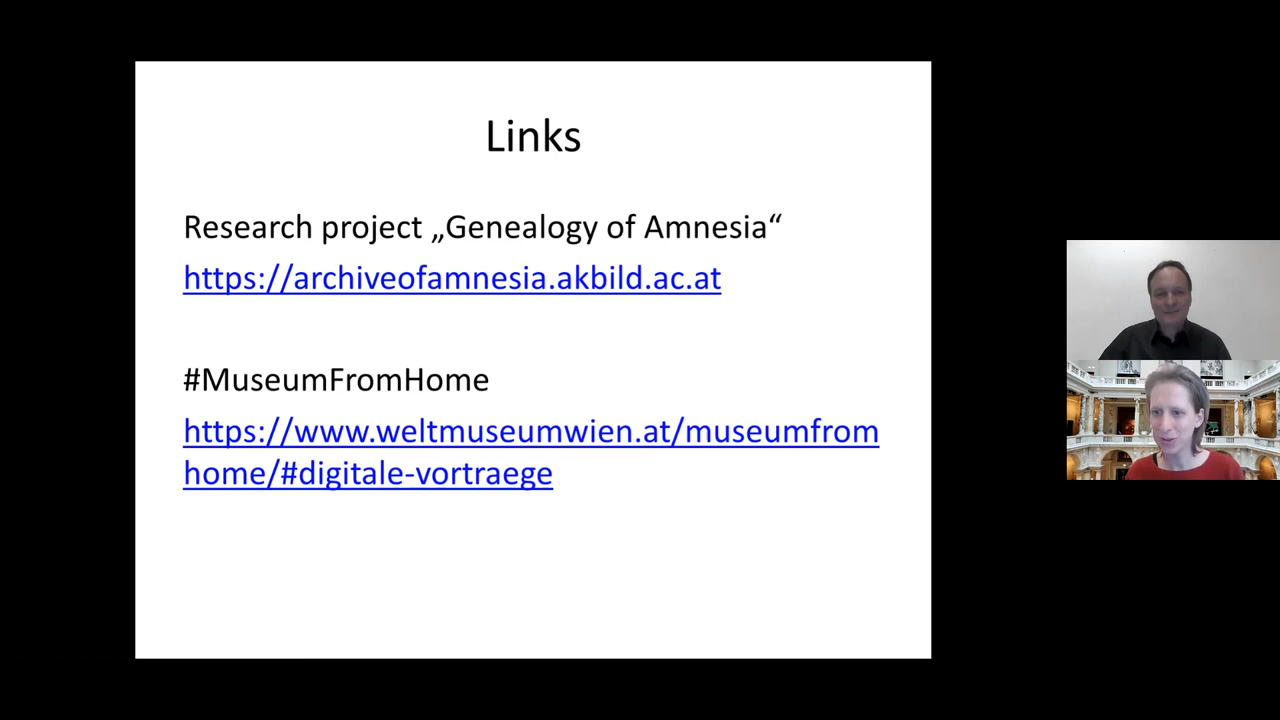 Links
Research project „Genealogy of Amnesia“
https://archiveofamnesia.akbild.ac.at
#MuseumFromHome
https://www.weltmuseumwien.at/museumfrom
home/#digitale-vortraege